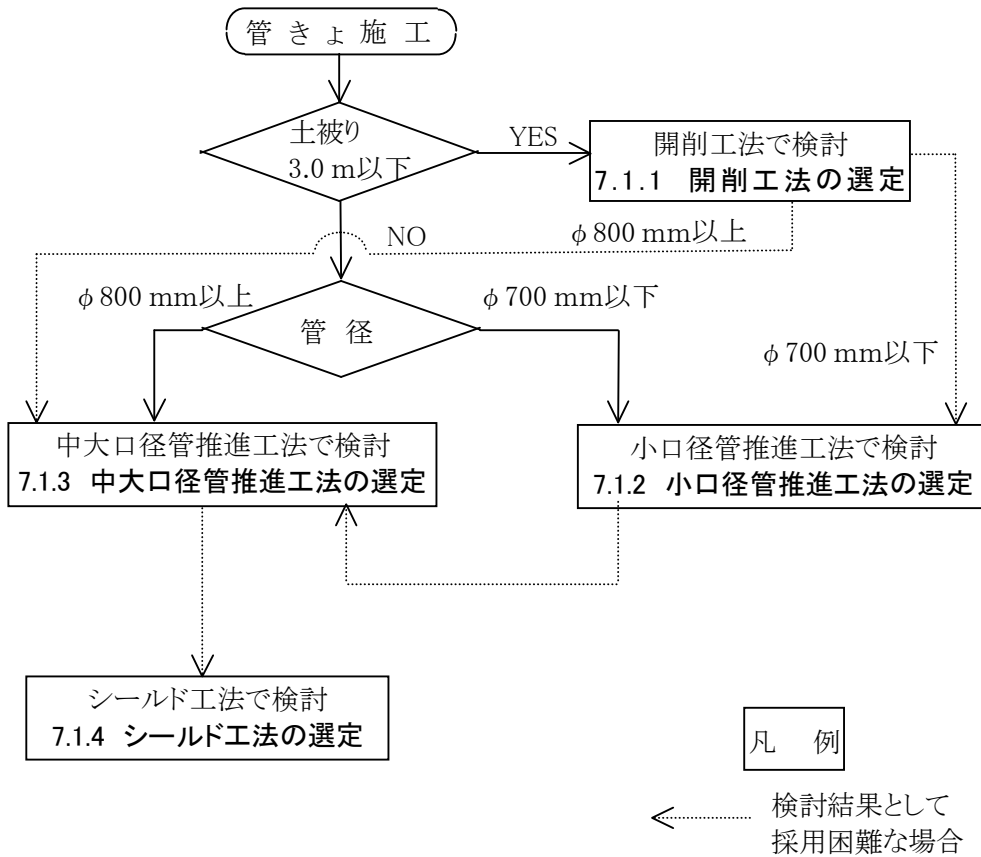 管きょ施工
土被り
3.0 m以下
YES
開削工法で検討
7.1.1 開削工法の選定
NO
φ800 mm以上
φ800 mm以上
φ700 mm以下
管 径
φ700 mm以下
中大口径管推進工法で検討
7.1.3 中大口径管推進工法の選定
小口径管推進工法で検討
7.1.2 小口径管推進工法の選定
シールド工法で検討
7.1.4 シールド工法の選定
凡 例
検討結果として
採用困難な場合